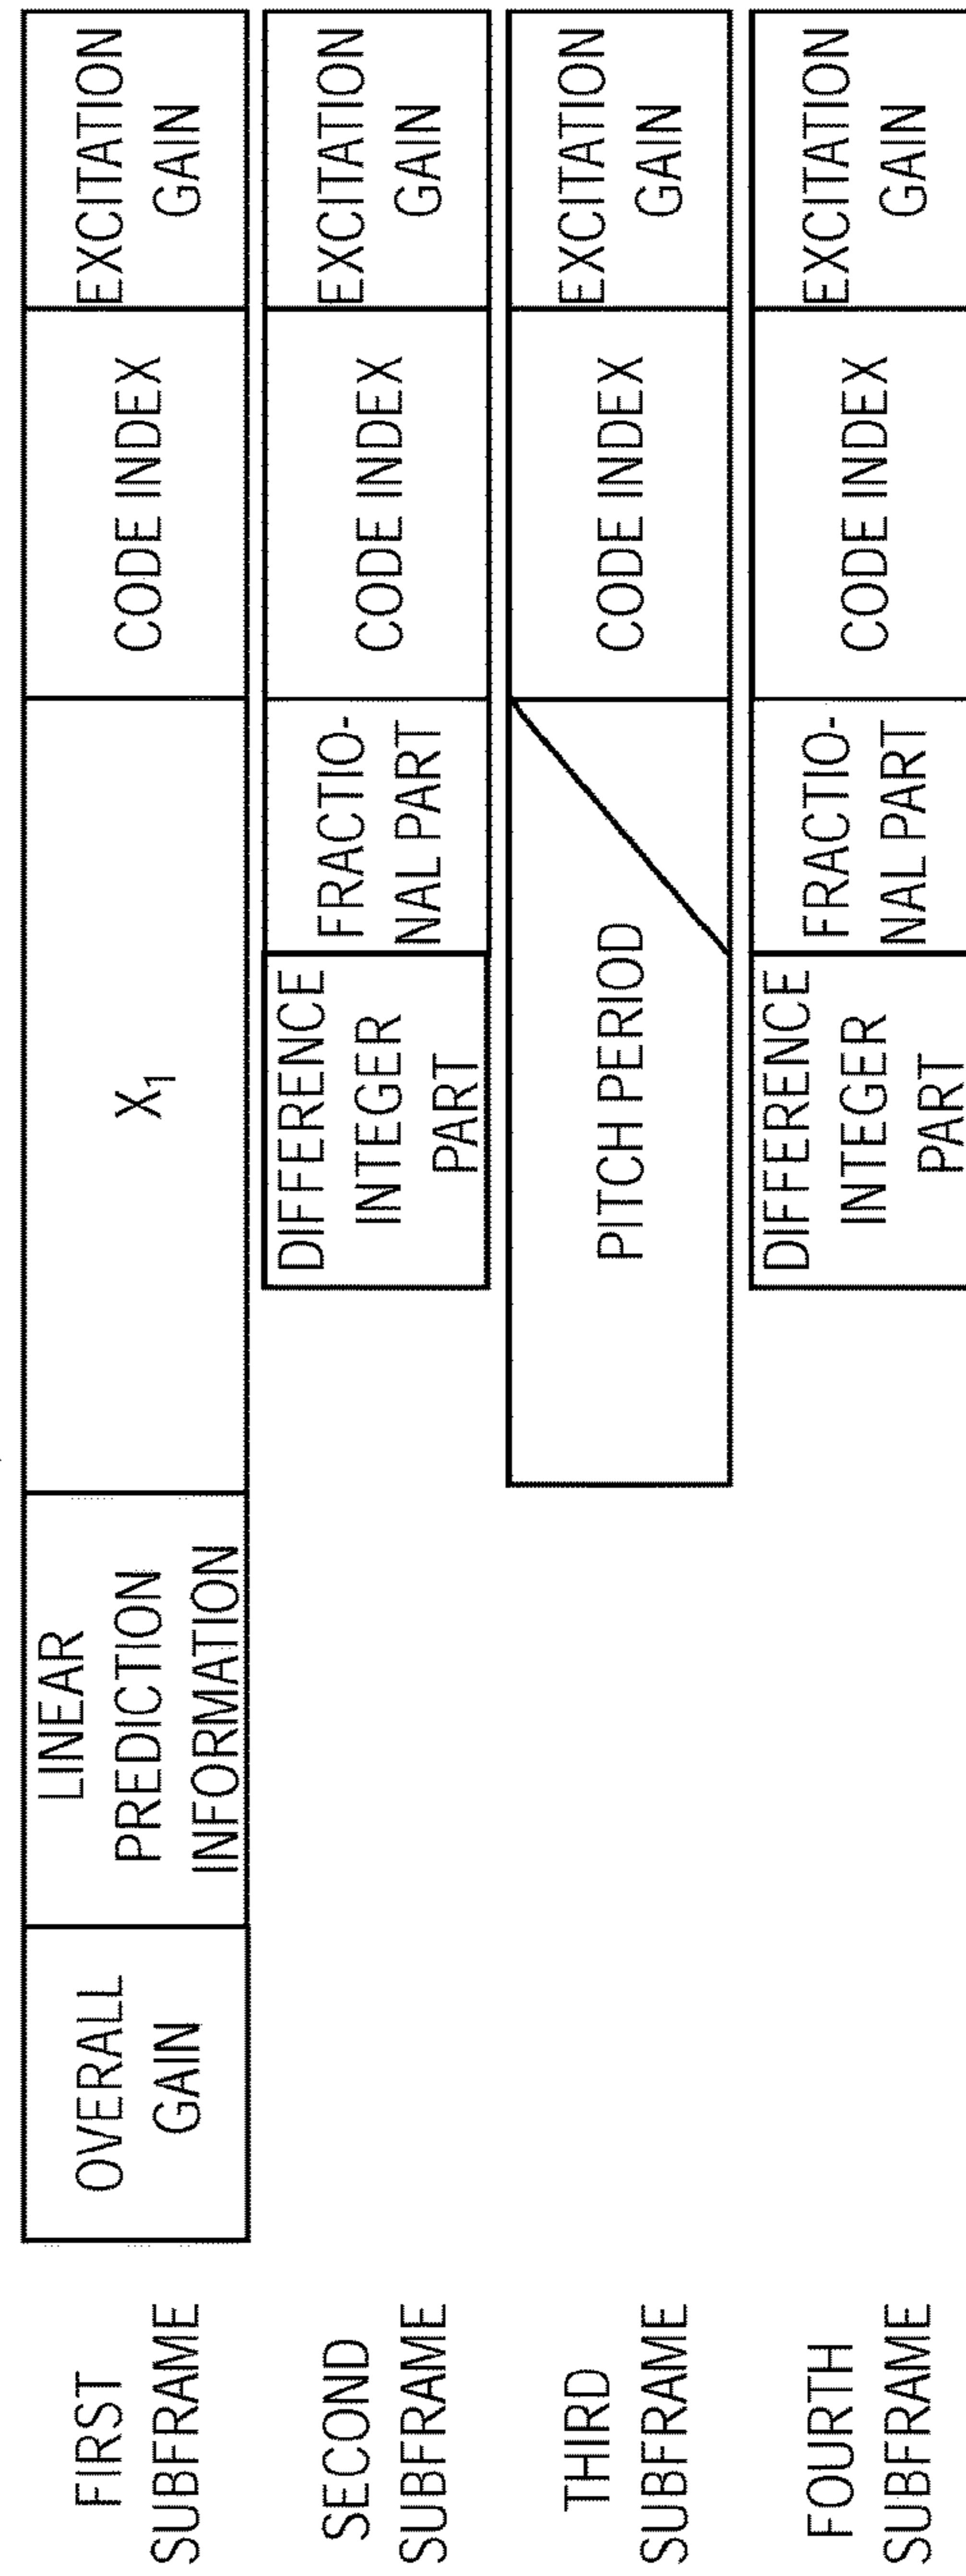 FIRST
SUBFRAME
OVERALL
GAIN
LINEAR
PREDICTION
INFORMATION
X₁
CODE INDEX
EXCITATION
GAIN
SECOND
SUBFRAME
DIFFERENCE
INTEGER
PART
FRACTIO-
NAL PART
CODE INDEX
EXCITATION
GAIN
THIRD
SUBFRAME
PITCH PERIOD
CODE INDEX
EXCITATION
GAIN
FOURTH
SUBFRAME
DIFFERENCE
INTEGER
PART
FRACTIO-
NAL PART
CODE INDEX
EXCITATION
GAIN